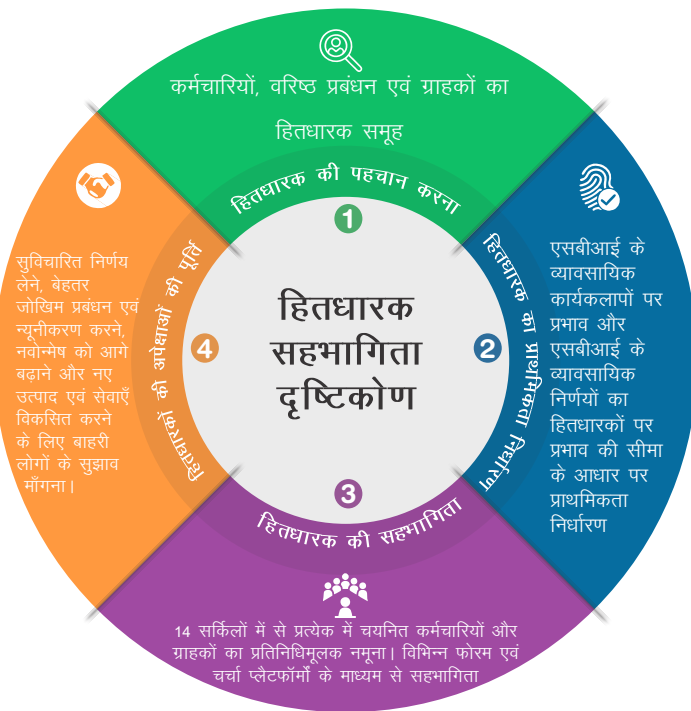 कर्मचारियों, वरिष्ठ प्रबंधन एवं ग्राहकों का
हितधारक समूह
हितधारक की पहचान करना
1
एसबीआई के
व्यावसायिक
कार्यकलापों पर
प्रभाव और
एसबीआई के
व्यावसायिक
निर्णयों का
हितधारकों पर
प्रभाव की सीमा
के आधार पर
प्राथमिकता
निर्धारण
हितधारक का प्राथमिकता निर्धारण
2
हितधारक
सहभागिता
दृष्टिकोण
3
हितधारक की सहभागिता
14 सर्किलों में से प्रत्येक में चयनित कर्मचारियों और
ग्राहकों का प्रतिनिधिमूलक नमूना। विभिन्न फोरम एवं
चर्चा प्लैटफॉर्मों के माध्यम से सहभागिता
4
हितधारकों की अपेक्षाओं की पूर्ति
सुविचारित निर्णय
लेने, बेहतर
जोखिम प्रबंधन एवं
न्यूनीकरण करने,
नवोन्मेष को आगे
बढ़ाने और नए
उत्पाद एवं सेवाएँ
विकसित करने
के लिए बाहरी
लोगों के सुझाव
माँगना।